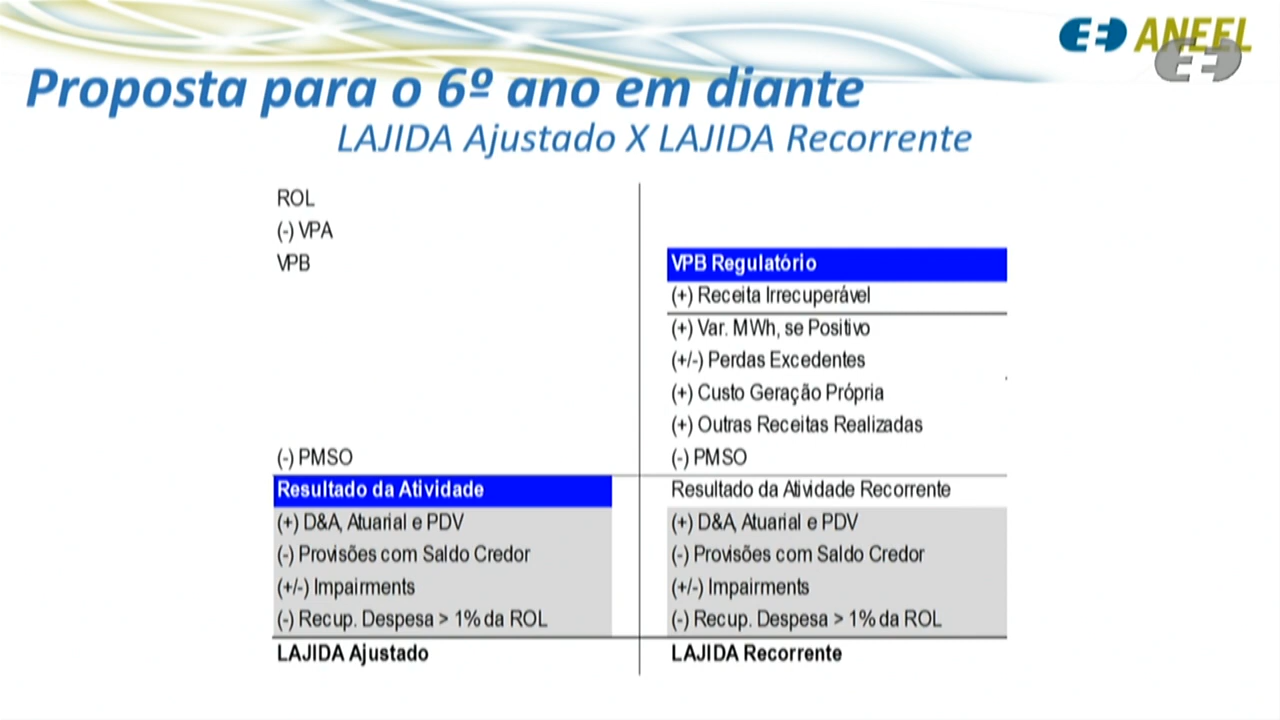 ANEEL
Proposta para o 6º ano em diante
LAJIDA Ajustado X LAJIDA Recorrente
ROL
(-) VPA
VPB
(-) PMSO
Resultado da Atividade
(+) D&A, Atuarial e PDV
(-) Provisões com Saldo Credor
(+/-) Impairments
(-) Recup. Despesa > 1% da ROL
LAJIDA Ajustado
VPB Regulatório
(+) Receita Irrecuperável
(+) Var. MWh, se Positivo
(+/-) Perdas Excedentes
(+) Custo Geração Própria
(+) Outras Receitas Realizadas
(-) PMSO
Resultado da Atividade Recorrente
(+) D&A, Atuarial e PDV
(-) Provisões com Saldo Credor
(+/-) Impairments
(-) Recup. Despesa > 1% da ROL
LAJIDA Recorrente